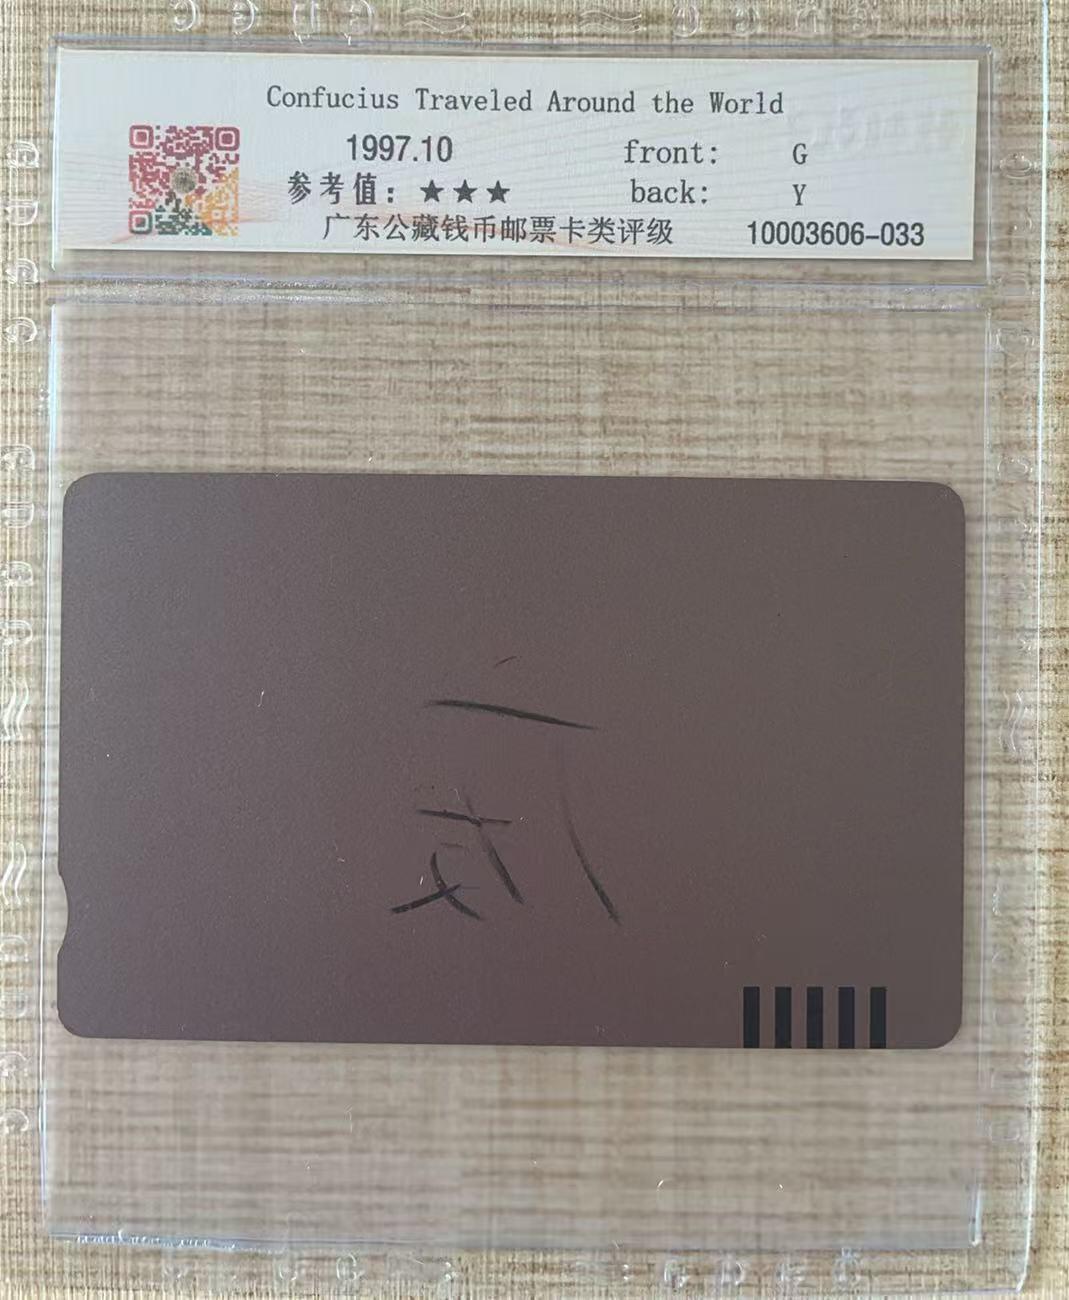 Confucius Traveled Around the World
1997.10 front: G
参考值：★★★ back: Y
广东公藏钱币邮票卡类评级 10003606-033